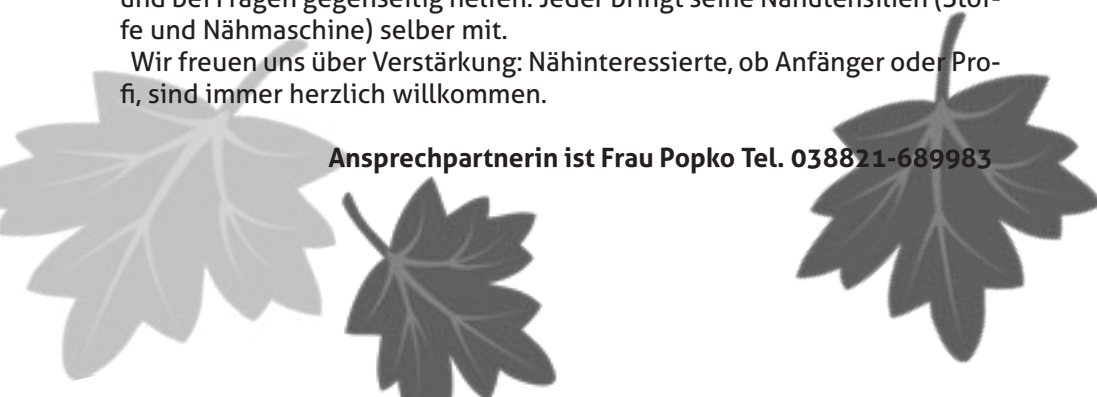 und bei Fragen gegenseitig helfen. Jeder bringt seine Nähutensilien (Stof-
fe und Nähmaschine) selber mit.
Wir freuen uns über Verstärkung: Nähinteressierte, ob Anfänger oder Pro-
fi, sind immer herzlich willkommen.
Ansprechpartnerin ist Frau Popko Tel. 038821-689983